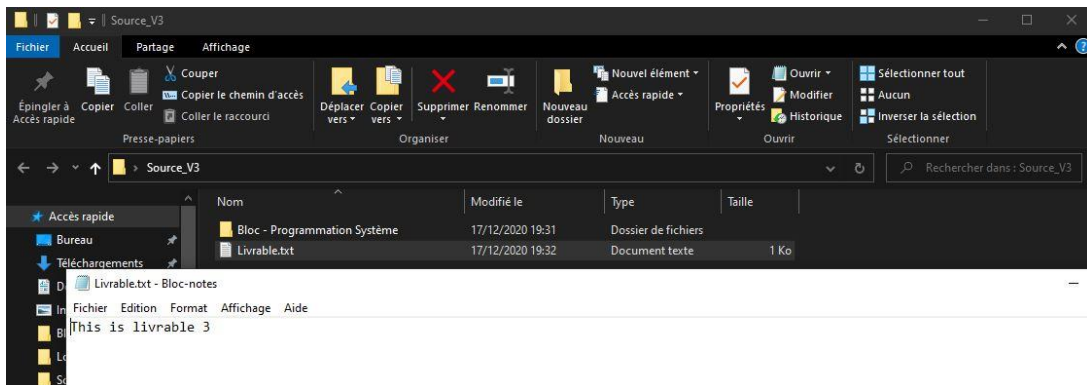 Source_V3
Fichier Accueil Partage Affichage
Épingler à Accès rapide
Copier
Coller
Couper
Copier le chemin d'accès
Coller le raccourci
Déplacer vers
Copier vers
Supprimer
Renommer
Nouveau dossier
Nouvel élément
Accès rapide
Propriétés
Ouvrir
Modifier
Historique
Sélectionner tout
Aucun
Inverser la sélection
Presse-papiers Organiser Nouveau Ouvrir Sélectionner
Source_V3
Rechercher dans : Source_V3
Nom Modifié le Type Taille
Accès rapide
Bureau
Téléchargements
Bloc - Programmation Système 17/12/2020 19:31 Dossier de fichiers
Livrable.txt 17/12/2020 19:32 Document texte 1 Ko
Livrable.txt - Bloc-notes
Fichier Edition Format Affichage Aide
This is livrable 3